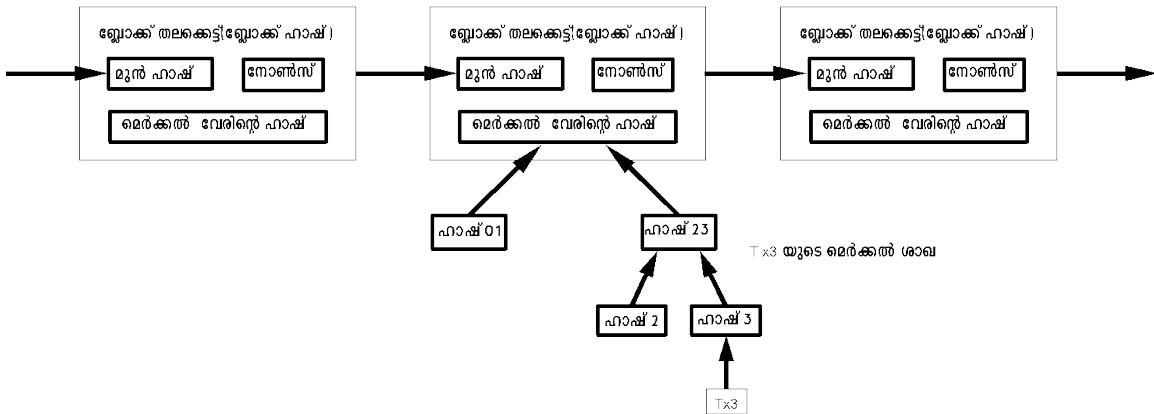 ബ്ലോക്ക് തലക്കെട്ട്(ബ്ലോക്ക് ഹാഷ് )
മുൻ ഹാഷ് നോൺസ്
മെർക്കൽ വേരിന്റെ ഹാഷ്
ബ്ലോക്ക് തലക്കെട്ട്(ബ്ലോക്ക് ഹാഷ് )
മുൻ ഹാഷ് നോൺസ്
മെർക്കൽ വേരിന്റെ ഹാഷ്
ബ്ലോക്ക് തലക്കെട്ട്(ബ്ലോക്ക് ഹാഷ് )
മുൻ ഹാഷ് നോൺസ്
മെർക്കൽ വേരിന്റെ ഹാഷ്
ഹാഷ് 01
ഹാഷ് 23
Tx3 യുടെ മെർക്കൽ ശാഖ
ഹാഷ് 2
ഹാഷ് 3
Tx3